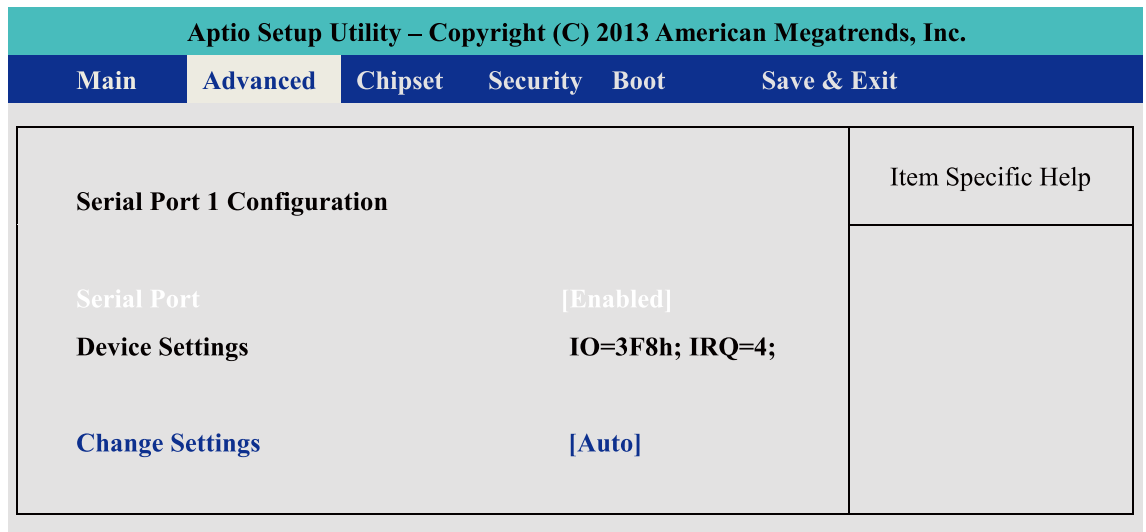 Aptio Setup Utility – Copyright (C) 2013 American Megatrends, Inc.
Main Advanced Chipset Security Boot Save & Exit
Serial Port 1 Configuration
Item Specific Help
Serial Port [Enabled]
Device Settings IO=3F8h; IRQ=4;
Change Settings [Auto]